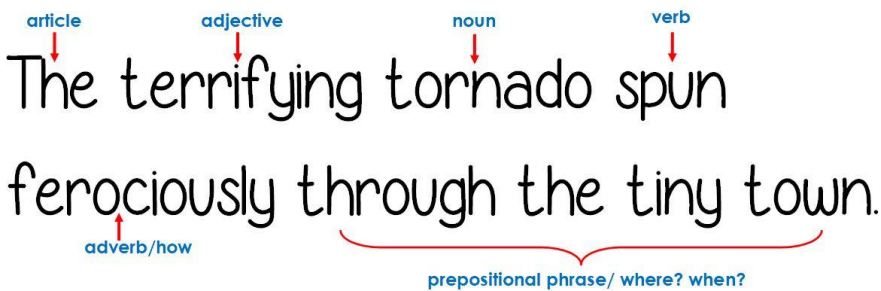 article adjective noun verb
The terrifying tornado spun
ferociously through the tiny town.
adverb/how
prepositional phrase/ where? when?